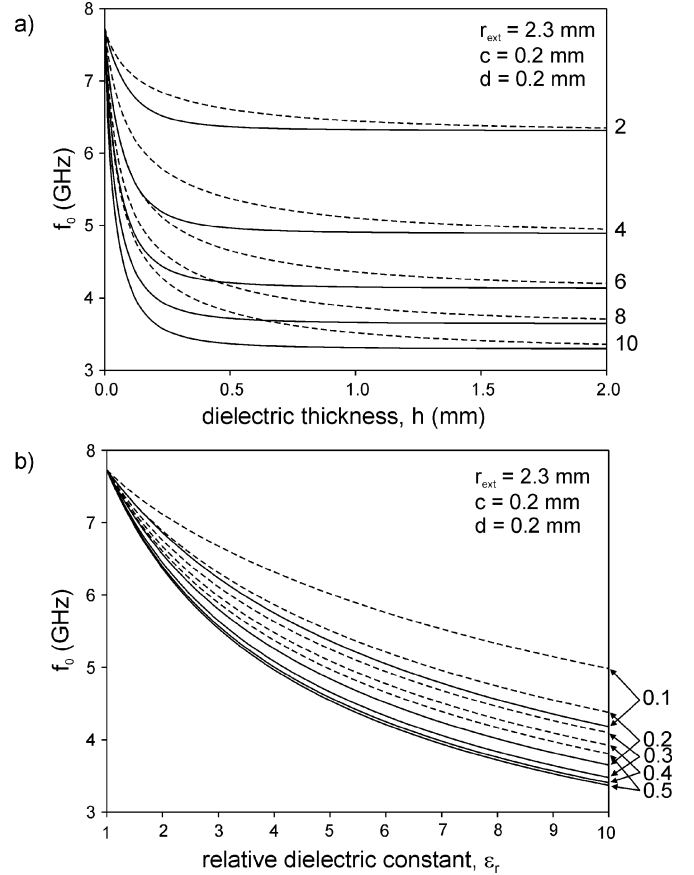 a)
8
7
6
5
4
3
f₀ (GHz)
r_ext = 2.3 mm
c = 0.2 mm
d = 0.2 mm
2
4
6
8
10
0.0 0.5 1.0 1.5 2.0
dielectric thickness, h (mm)
b)
8
7
6
5
4
3
f₀ (GHz)
r_ext = 2.3 mm
c = 0.2 mm
d = 0.2 mm
0.1
0.2
0.3
0.4
0.5
1 2 3 4 5 6 7 8 9 10
relative dielectric constant, εr